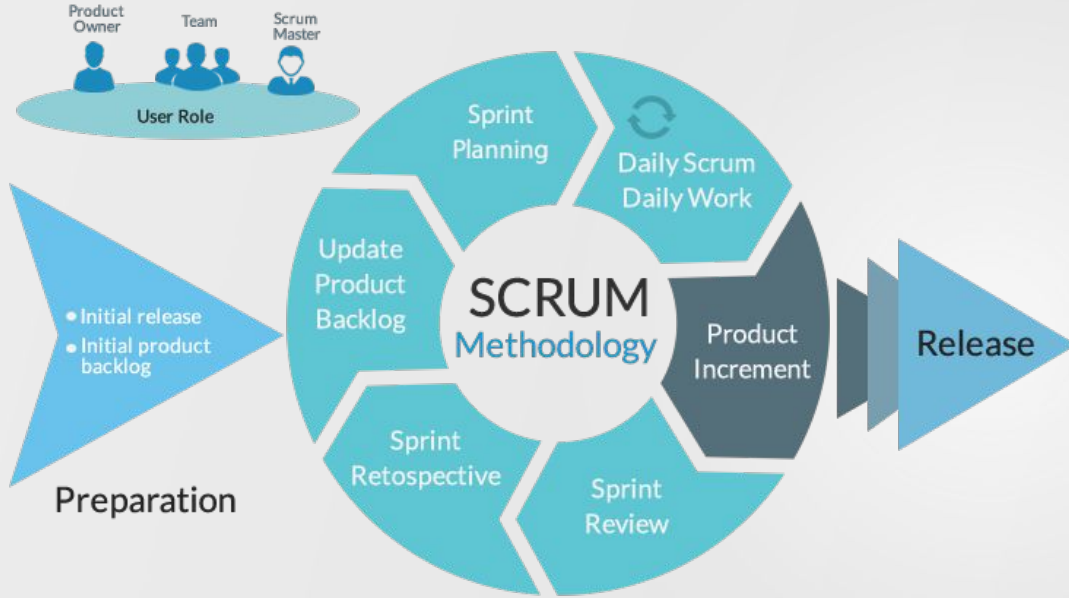 Product
Owner
Team
Scrum
Master
User Role
Sprint
Planning
Daily Scrum
Daily Work
Update
Product
Backlog
SCRUM
Methodology
Product
Increment
Release
• Initial release
• Initial product
backlog
Sprint
Retospective
Sprint
Review
Preparation